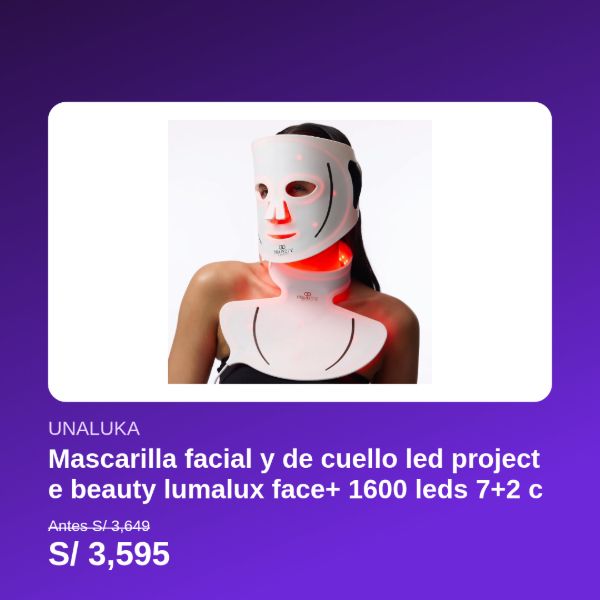 UNALUKA
Mascarilla facial y de cuello led project
e beauty lumalux face+ 1600 leds 7+2 c
Antes S/ 3,649
S/ 3,595